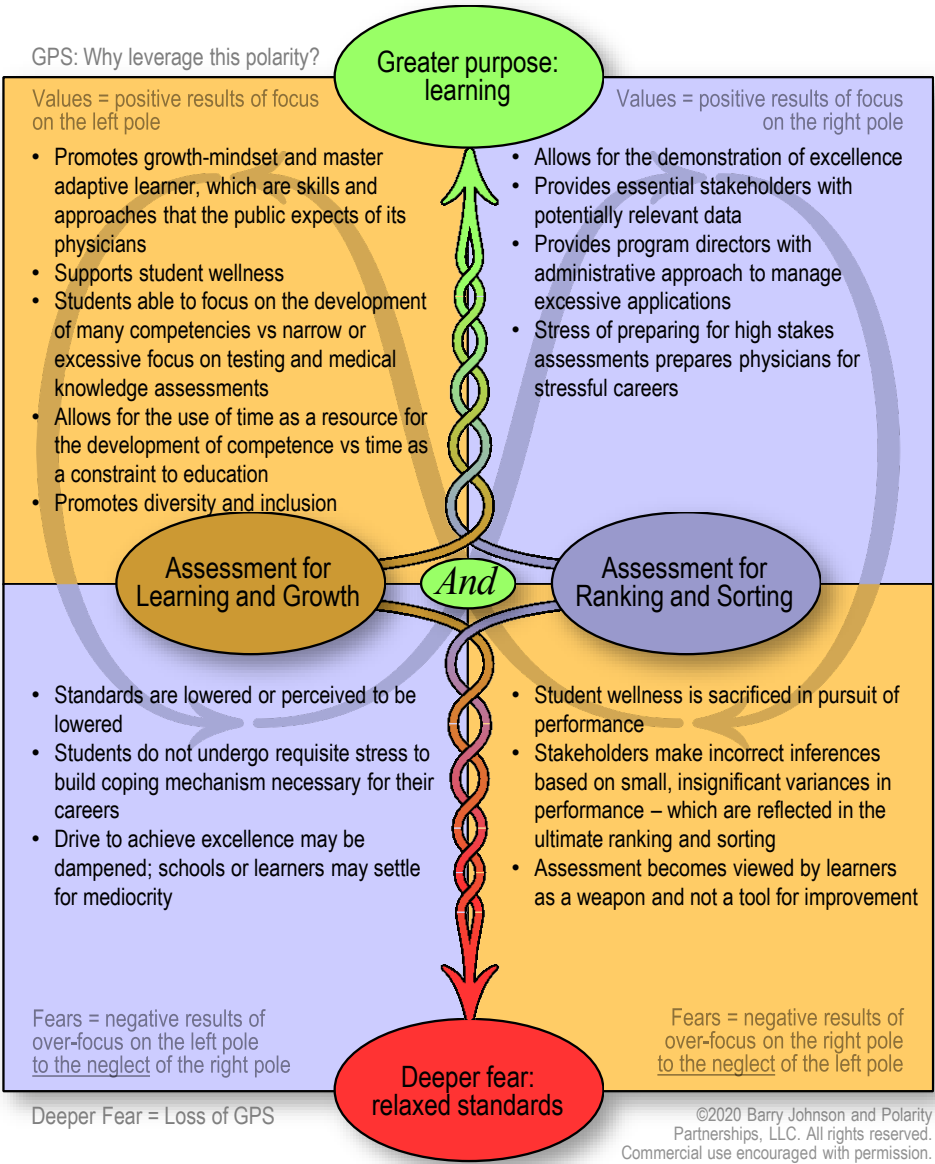 GPS: Why leverage this polarity?
Greater purpose:
learning
Values = positive results of focus
on the left pole
• Promotes growth-mindset and master
adaptive learner, which are skills and
approaches that the public expects of its
physicians
• Supports student wellness
• Students able to focus on the development
of many competencies vs narrow or
excessive focus on testing and medical
knowledge assessments
• Allows for the use of time as a resource for
the development of competence vs time as
a constraint to education
• Promotes diversity and inclusion
Values = positive results of focus
on the right pole
• Allows for the demonstration of excellence
• Provides essential stakeholders with
potentially relevant data
• Provides program directors with
administrative approach to manage
excessive applications
• Stress of preparing for high stakes
assessments prepares physicians for
stressful careers
Assessment for
Learning and Growth
And
Assessment for
Ranking and Sorting
• Standards are lowered or perceived to be
lowered
• Students do not undergo requisite stress to
build coping mechanism necessary for their
careers
• Drive to achieve excellence may be
dampened; schools or learners may settle
for mediocrity
Fears = negative results of
over-focus on the left pole
to the neglect of the right pole
• Student wellness is sacrificed in pursuit of
performance
• Stakeholders make incorrect inferences
based on small, insignificant variances in
performance – which are reflected in the
ultimate ranking and sorting
• Assessment becomes viewed by learners
as a weapon and not a tool for improvement
Fears = negative results of
over-focus on the right pole
to the neglect of the left pole
Deeper fear:
relaxed standards
Deeper Fear = Loss of GPS
©2020 Barry Johnson and Polarity
Partnerships, LLC. All rights reserved.
Commercial use encouraged with permission.